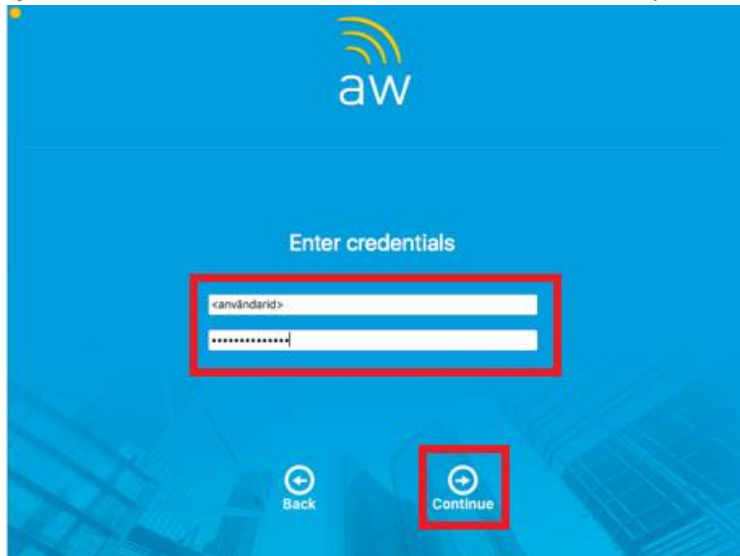 aw
Enter credentials
<användarid>
••••••••••••••
Back
Continue